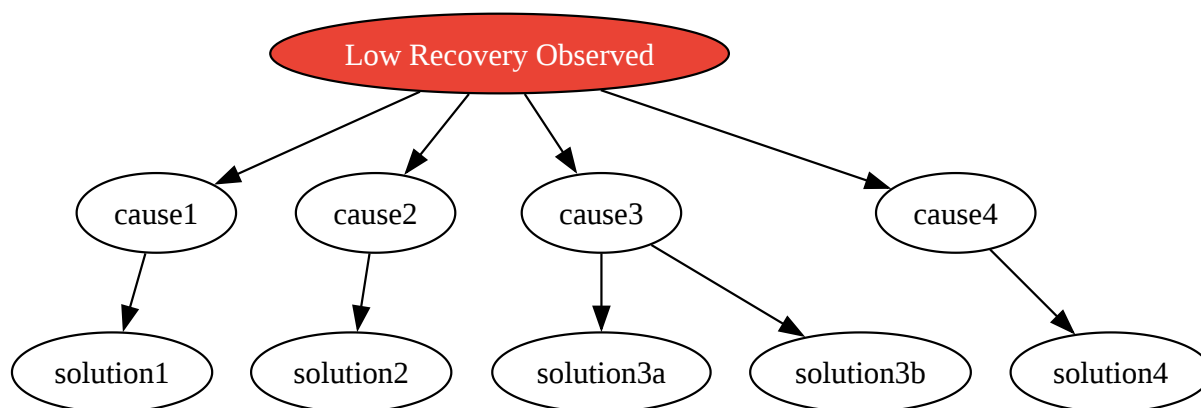 Low Recovery Observed
cause1
cause2
cause3
cause4
solution1
solution2
solution3a
solution3b
solution4